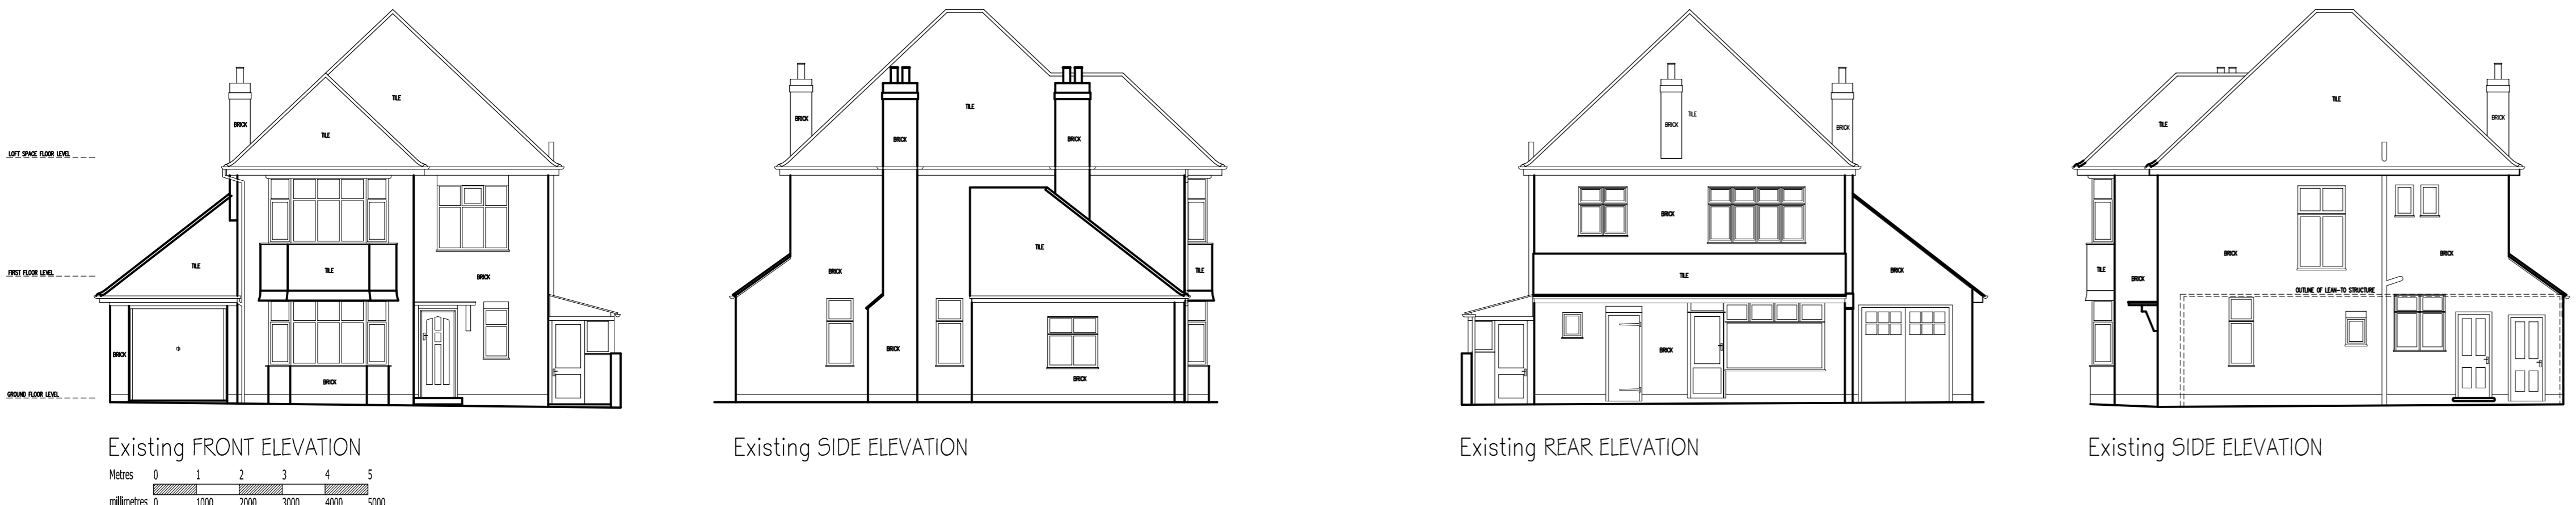 TILE
BRICK
TILE
LOFT SPACE FLOOR LEVEL
FIRST FLOOR LEVEL
TILE
TILE
BRICK
BRICK
BRICK
GROUND FLOOR LEVEL
Existing FRONT ELEVATION
Metres 0 1 2 3 4 5
millimetres 0 1000 2000 3000 4000 5000
TILE
BRICK
BRICK
BRICK
TILE
BRICK
TILE
BRICK
BRICK
Existing SIDE ELEVATION
TILE
BRICK
BRICK
BRICK
TILE
BRICK
BRICK
Existing REAR ELEVATION
TILE
BRICK
TILE
BRICK
BRICK
TILE
BRICK
OUTLINE OF LEAN-TO STRUCTURE
Existing SIDE ELEVATION